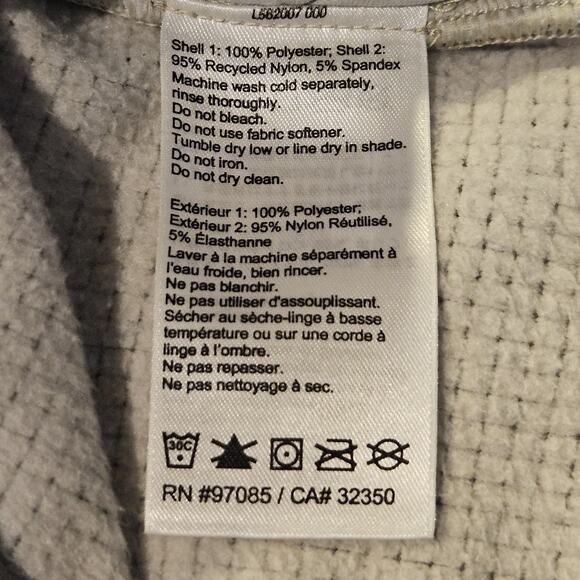 L582007 000
Shell 1: 100% Polyester; Shell 2:
95% Recycled Nylon, 5% Spandex
Machine wash cold separately,
rinse thoroughly.
Do not bleach.
Do not use fabric softener.
Tumble dry low or line dry in shade.
Do not iron.
Do not dry clean.
Extérieur 1: 100% Polyester;
Extérieur 2: 95% Nylon Réutilisé,
5% Élasthanne
Laver à la machine séparément à
l'eau froide, bien rincer.
Ne pas blanchir.
Ne pas utiliser d'assouplissant.
Sécher au sèche-linge à basse
température ou sur une corde à
linge à l'ombre.
Ne pas repasser.
Ne pas nettoyage à sec.
30C
RN #97085 / CA# 32350